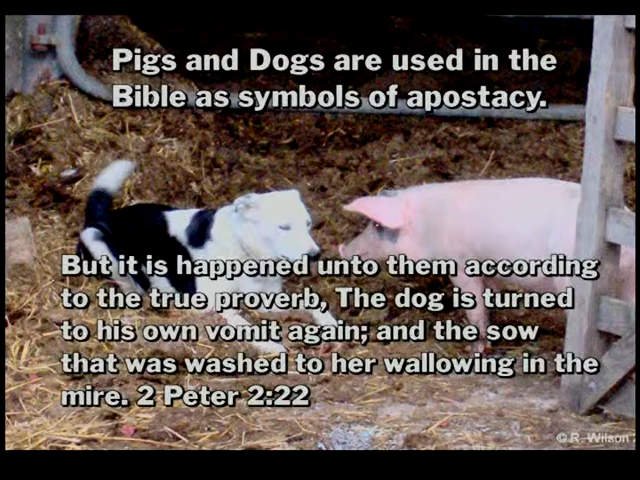 Pigs and Dogs are used in the
Bible as symbols of apostacy.
But it is happened unto them according
to the true proverb, The dog is turned
to his own vomit again; and the sow
that was washed to her wallowing in the
mire. 2 Peter 2:22
© R. Wilson